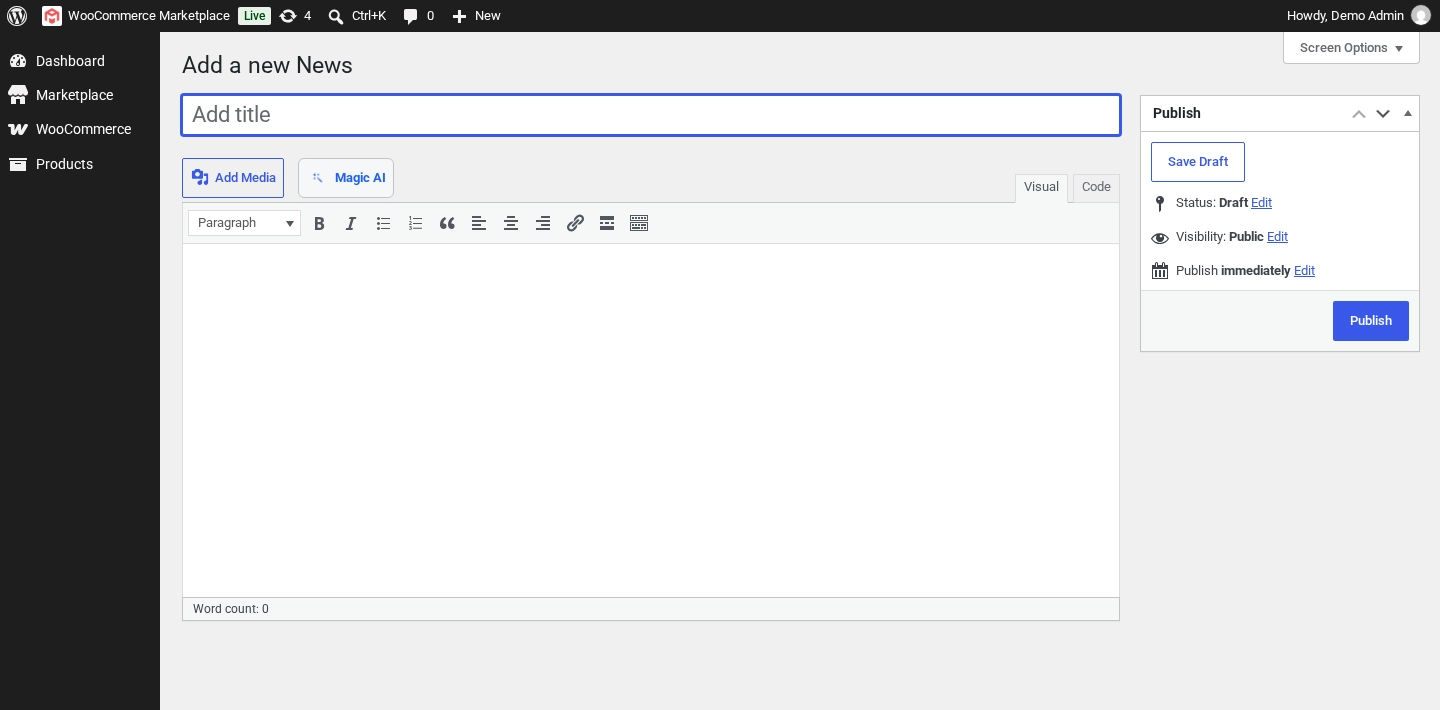 WooCommerce Marketplace Live 4 Ctrl+K 0 New Howdy, Demo Admin
Screen Options
Dashboard
Marketplace
WooCommerce
Products
Add a new News
Add title
Add Media Magic AI
Visual Code
Paragraph
Word count: 0
Publish
Save Draft
Status: Draft Edit
Visibility: Public Edit
Publish immediately Edit
Publish